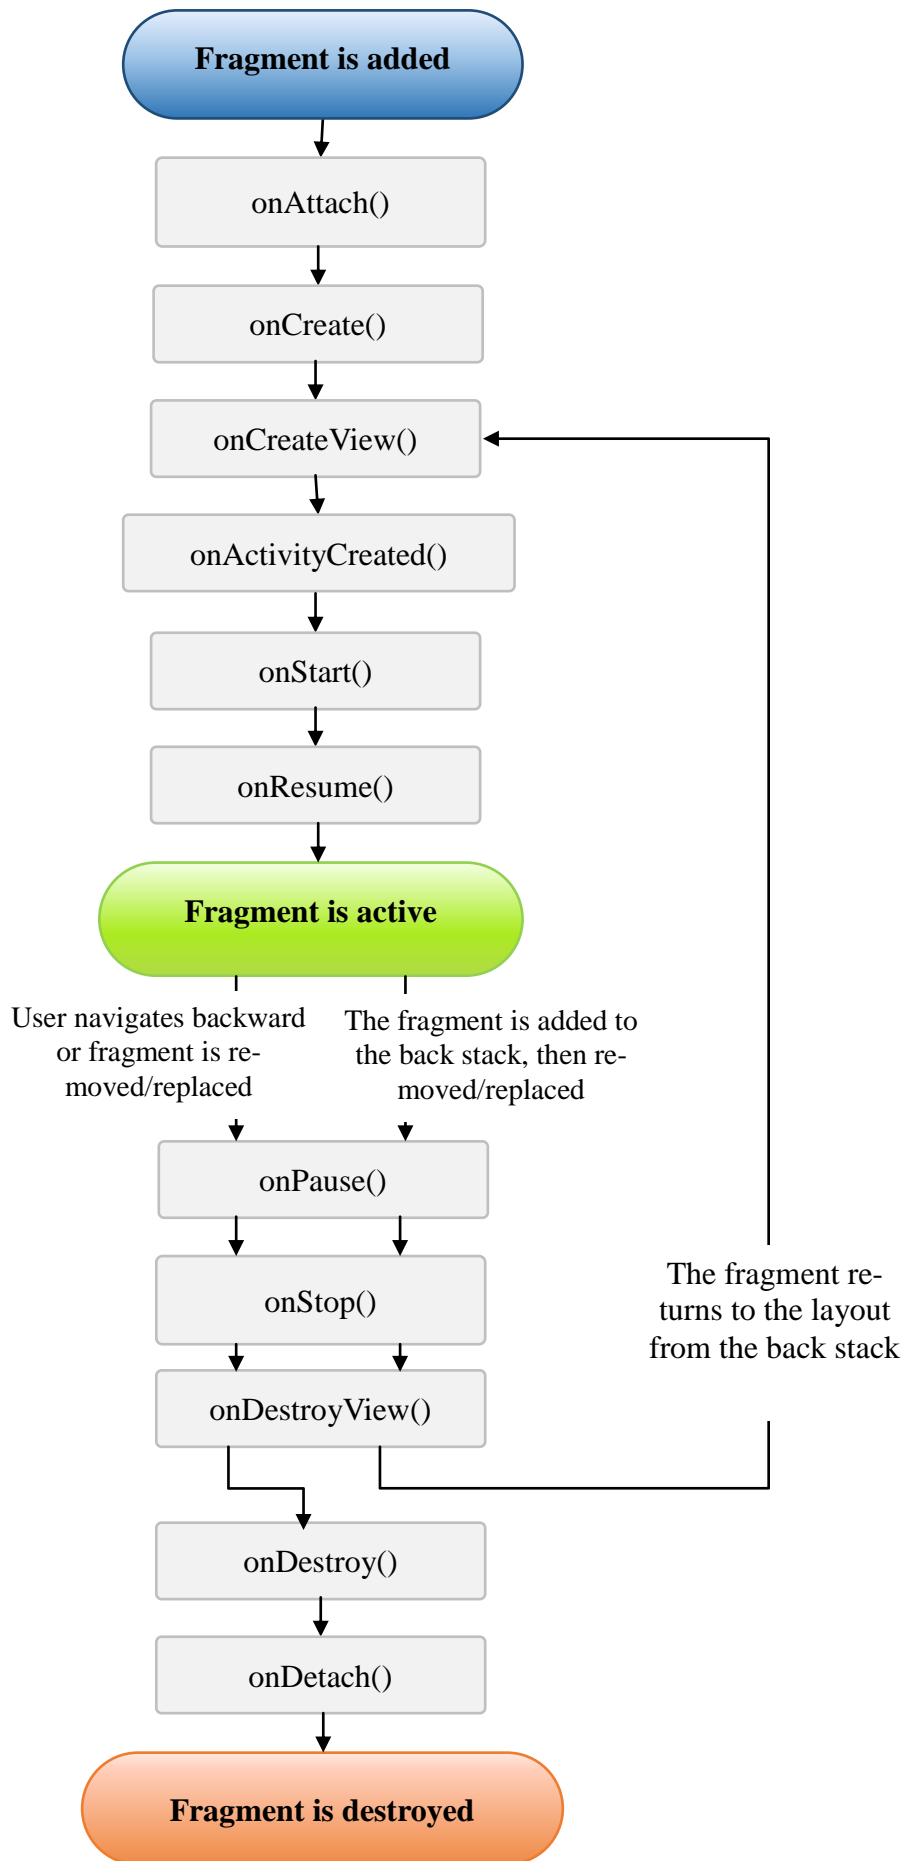 Fragment is added
onAttach()
onCreate()
onCreateView()
onActivityCreated()
onStart()
onResume()
Fragment is active
User navigates backward
or fragment is re-
moved/replaced
The fragment is added to
the back stack, then re-
moved/replaced
onPause()
onStop()
onDestroyView()
The fragment re-
turns to the layout
from the back stack
onDestroy()
onDetach()
Fragment is destroyed